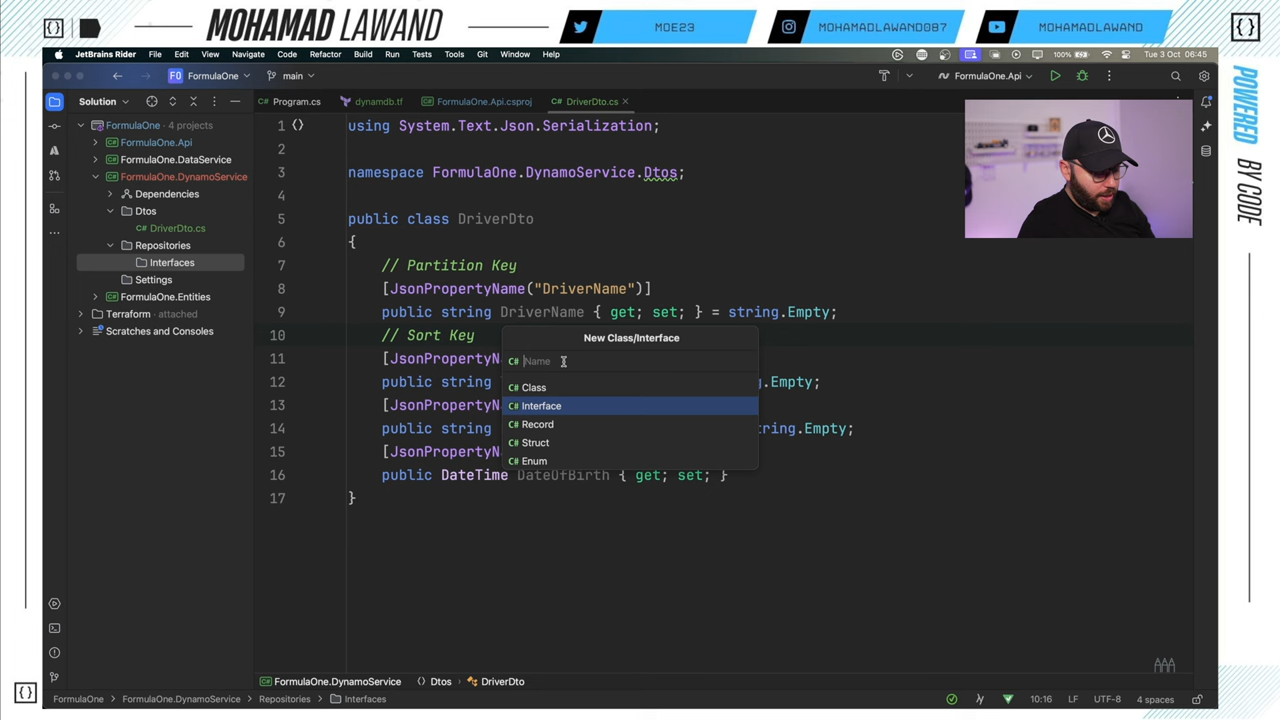 MOHAMAD LAWAND
MOE23
MOHAMADLAWAND087
MOHAMADLAWAND
POWERED BY CODE
JetBrains Rider File Edit View Navigate Code Refactor Build Run Tests Tools Git Window Help
100% Tue 3 Oct 06:45
F0 FormulaOne main FormulaOne.Api
Solution
C# Program.cs dynamdb.tf FormulaOne.Api.csproj C# DriverDto.cs
FormulaOne · 4 projects
C# FormulaOne.Api
C# FormulaOne.DataService
C# FormulaOne.DynamoService
Dependencies
Dtos
C# DriverDto.cs
Repositories
Interfaces
Settings
C# FormulaOne.Entities
Terraform attached
Scratches and Consoles
1 using System.Text.Json.Serialization;
2
3 namespace FormulaOne.DynamoService.Dtos;
4
5 public class DriverDto
6 {
7 // Partition Key
8 [JsonPropertyName("DriverName")]
9 public string DriverName { get; set; } = string.Empty;
10 // Sort Key
11 [JsonPropertyN
12 public string g.Empty;
13 [JsonPropertyN
14 public string tring.Empty;
15 [JsonPropertyN
16 public DateTime DateOfBirth { get; set; }
17 }
New Class/Interface
C# Name
C# Class
C# Interface
C# Record
C# Struct
C# Enum
C# FormulaOne.DynamoService {} Dtos DriverDto
FormulaOne › FormulaOne.DynamoService › Repositories › Interfaces
10:16 LF UTF-8 4 spaces